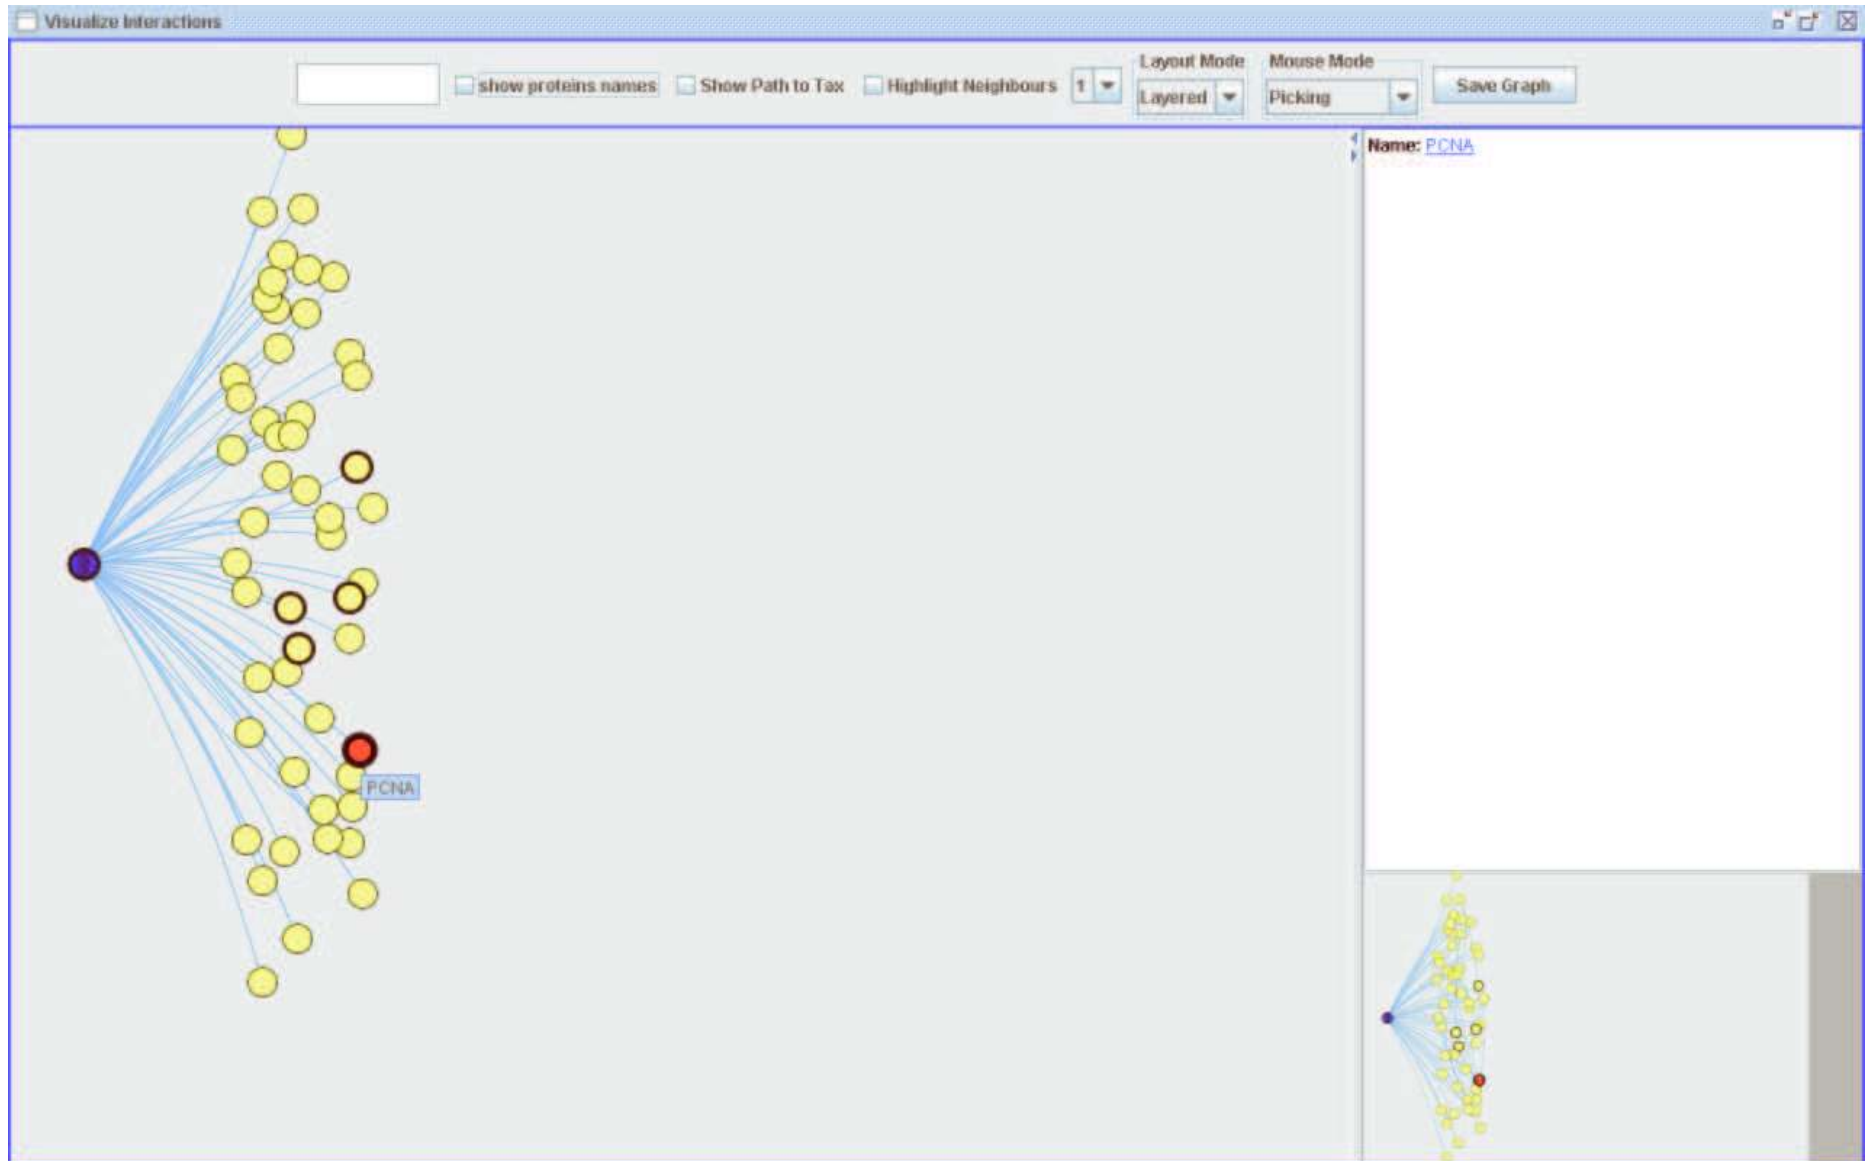 Visualize Interactions
Layout Mode
Mouse Mode
show proteins names
Show Path to Tax
Highlight Neighbours
1
Layered
Picking
Save Graph
Name: PCNA
PCNA